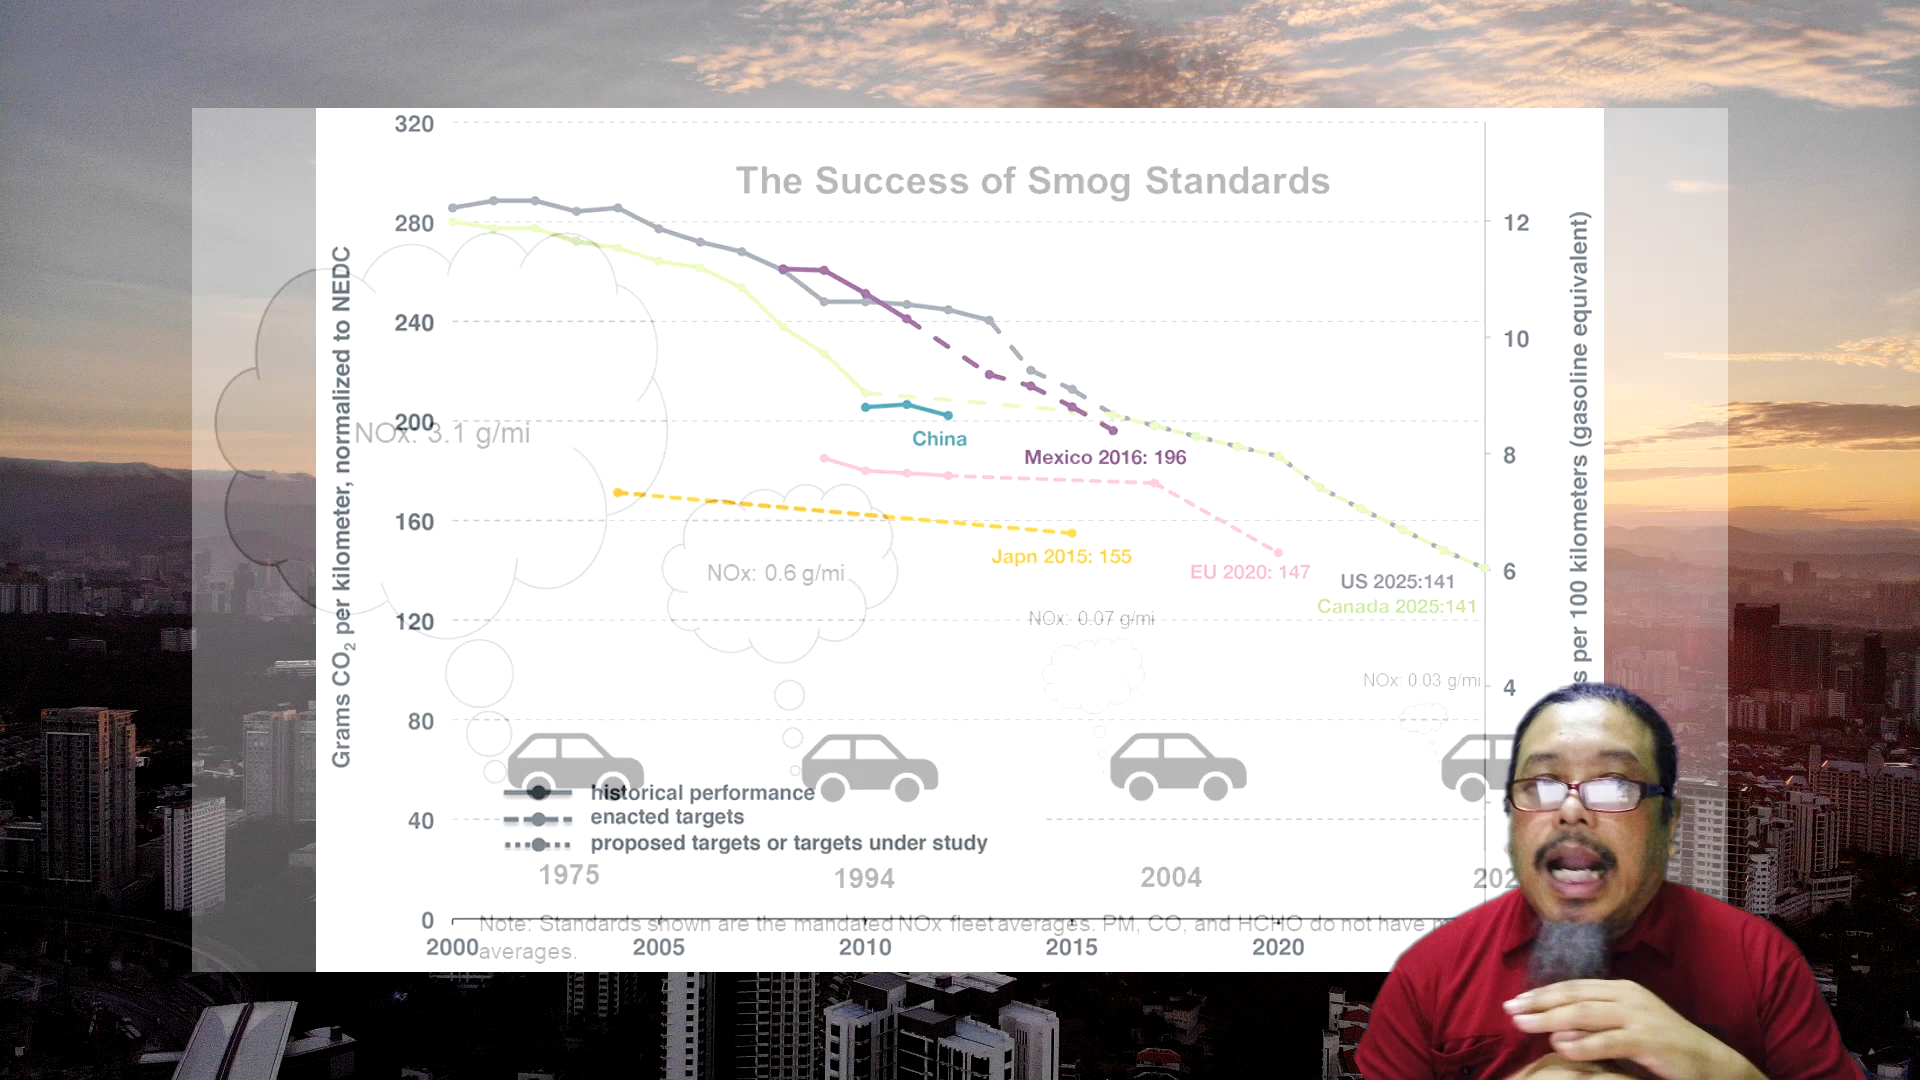 320
The Success of Smog Standards
280
12
240
10
200
NOx: 3.1 g/mi
China
Mexico 2016: 196
8
160
Japn 2015: 155
NOx: 0.6 g/mi
EU 2020: 147
US 2025:141
6
Canada 2025:141
120
NOx: 0.07 g/mi
NOx: 0.03 g/mi
4
80
historical performance
enacted targets
40
proposed targets or targets under study
1975
1994
2004
0
Note: Standards shown are the mandated NOx fleet averages. PM, CO, and HCHO do not have
averages.
2000
2005
2010
2015
2020
Grams CO2 per kilometer, normalized to NEDC
per 100 kilometers (gasoline equivalent)